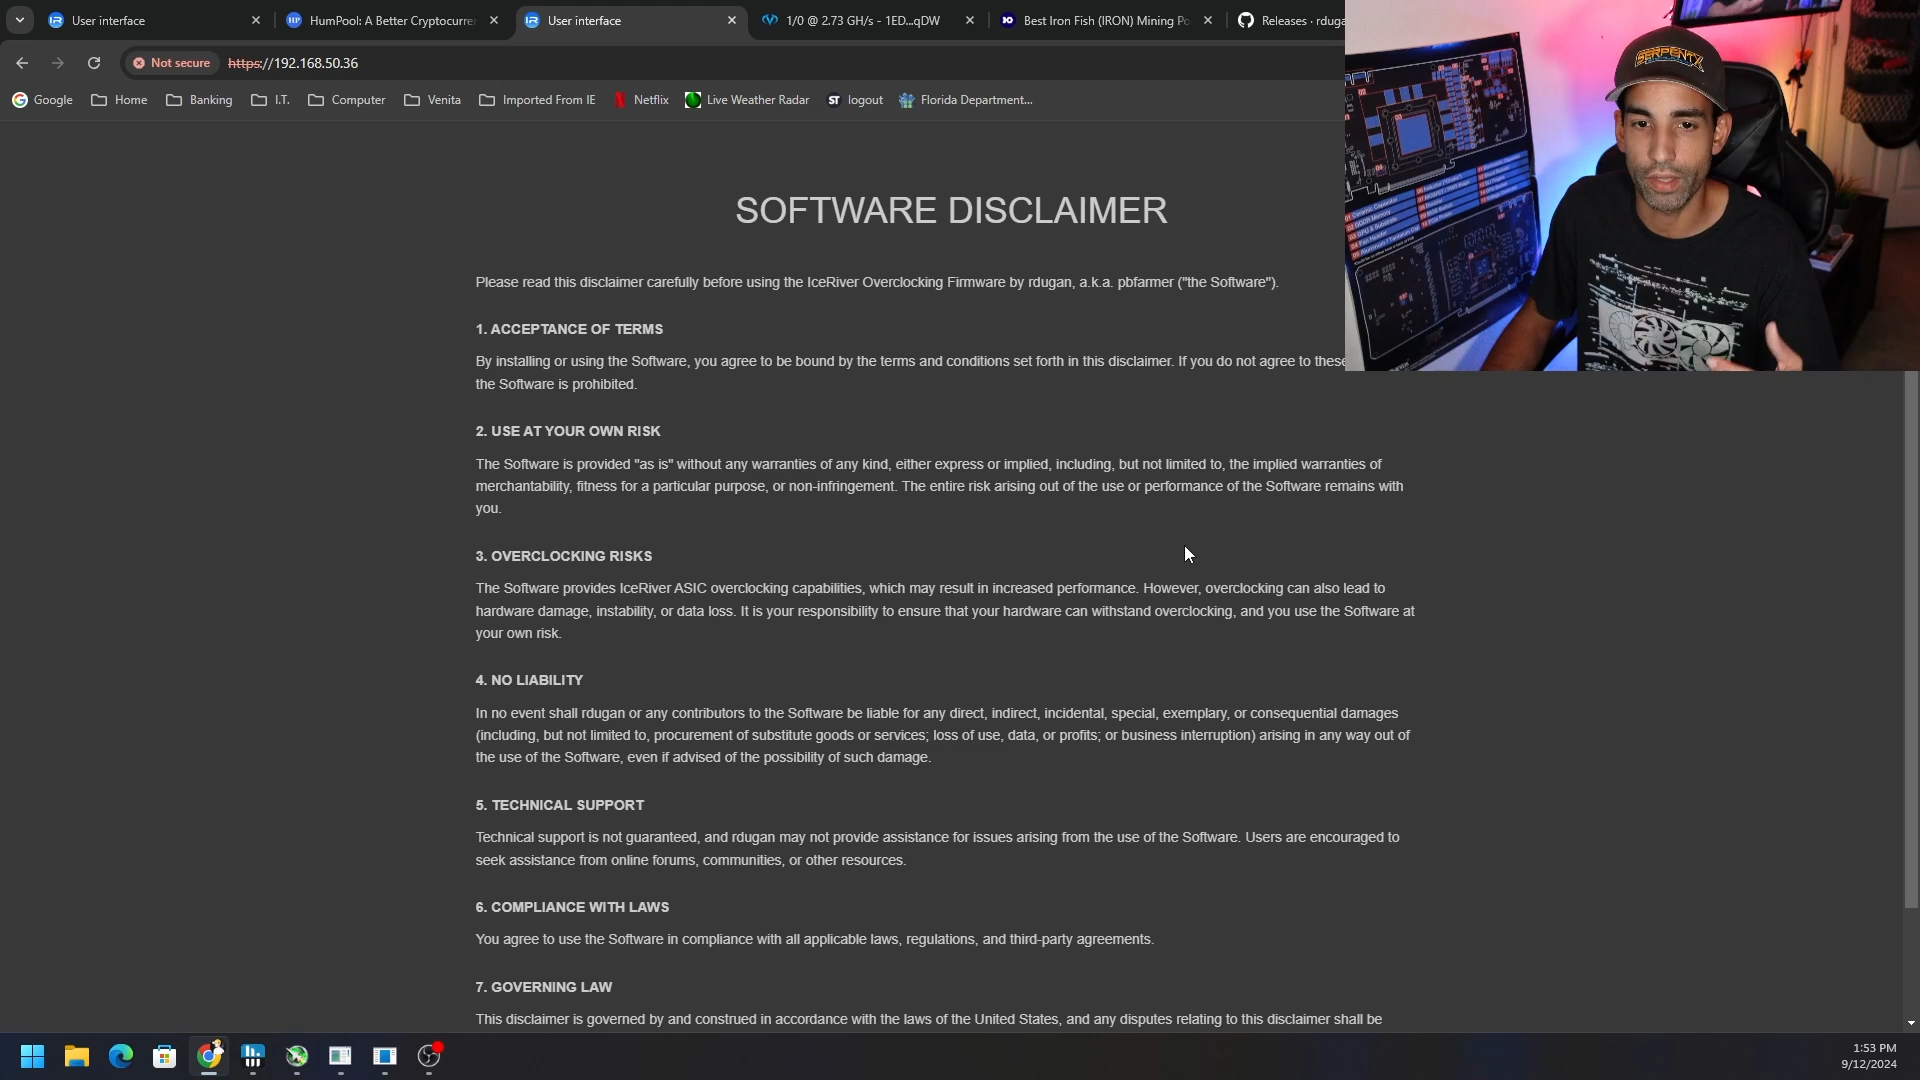 User interface
HumPool: A Better Cryptocurre
User interface
1/0 @ 2.73 GH/s - 1ED...qDW
Best Iron Fish (IRON) Mining Po
Releases · rduga
Not secure
https://192.168.50.36
Google
Home
Banking
I.T.
Computer
Venita
Imported From IE
Netflix
Live Weather Radar
ST
logout
Florida Department...
SERPENTX
SOFTWARE DISCLAIMER
Please read this disclaimer carefully before using the IceRiver Overclocking Firmware by rdugan, a.k.a. pbfarmer ("the Software").
1. ACCEPTANCE OF TERMS
By installing or using the Software, you agree to be bound by the terms and conditions set forth in this disclaimer. If you do not agree to these
the Software is prohibited.
2. USE AT YOUR OWN RISK
The Software is provided "as is" without any warranties of any kind, either express or implied, including, but not limited to, the implied warranties of
merchantability, fitness for a particular purpose, or non-infringement. The entire risk arising out of the use or performance of the Software remains with
you.
3. OVERCLOCKING RISKS
The Software provides IceRiver ASIC overclocking capabilities, which may result in increased performance. However, overclocking can also lead to
hardware damage, instability, or data loss. It is your responsibility to ensure that your hardware can withstand overclocking, and you use the Software at
your own risk.
4. NO LIABILITY
In no event shall rdugan or any contributors to the Software be liable for any direct, indirect, incidental, special, exemplary, or consequential damages
(including, but not limited to, procurement of substitute goods or services; loss of use, data, or profits; or business interruption) arising in any way out of
the use of the Software, even if advised of the possibility of such damage.
5. TECHNICAL SUPPORT
Technical support is not guaranteed, and rdugan may not provide assistance for issues arising from the use of the Software. Users are encouraged to
seek assistance from online forums, communities, or other resources.
6. COMPLIANCE WITH LAWS
You agree to use the Software in compliance with all applicable laws, regulations, and third-party agreements.
7. GOVERNING LAW
This disclaimer is governed by and construed in accordance with the laws of the United States, and any disputes relating to this disclaimer shall be
1:53 PM
9/12/2024